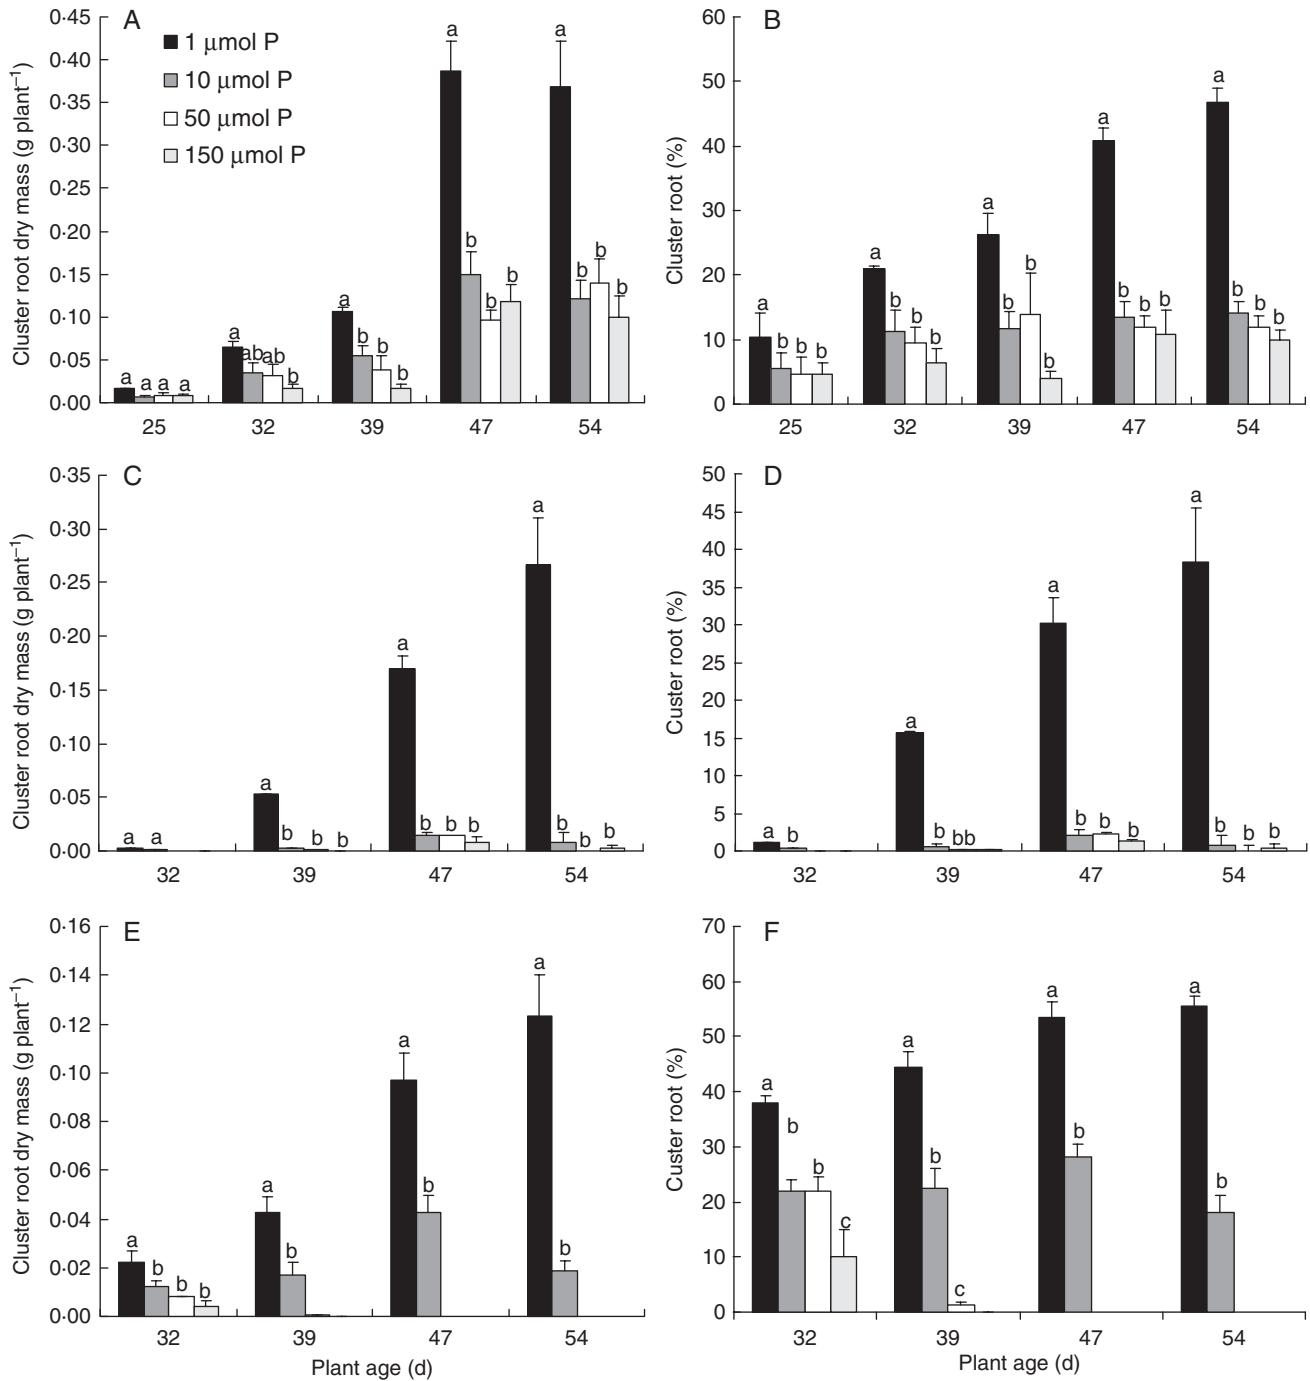 A
1 μmol P
10 μmol P
50 μmol P
150 μmol P
Cluster root dry mass (g plant⁻¹)
0·45
0·40
0·35
0·30
0·25
0·20
0·15
0·10
0·05
0·00
a a a a
a ab ab b
a b b b
a b b b
a b b b
25 32 39 47 54
B
Cluster root (%)
60
50
40
30
20
10
0
a b b b
a b b b
a b b b
a b b b
a b b b
25 32 39 47 54
C
Cluster root dry mass (g plant⁻¹)
0·35
0·30
0·25
0·20
0·15
0·10
0·05
0·00
a a
a b b b
a b b b
a b b b
32 39 47 54
D
Custer root (%)
50
45
40
35
30
25
20
15
10
5
0
a b
a b bb
a b b b
a b b b
32 39 47 54
E
Cluster root dry mass (g plant⁻¹)
0·16
0·14
0·12
0·10
0·08
0·06
0·04
0·02
0·00
a b b b
a b
a b
a b
32 39 47 54
Plant age (d)
F
Custer root (%)
70
60
50
40
30
20
10
0
a b b c
a b c
a b
a b
32 39 47 54
Plant age (d)